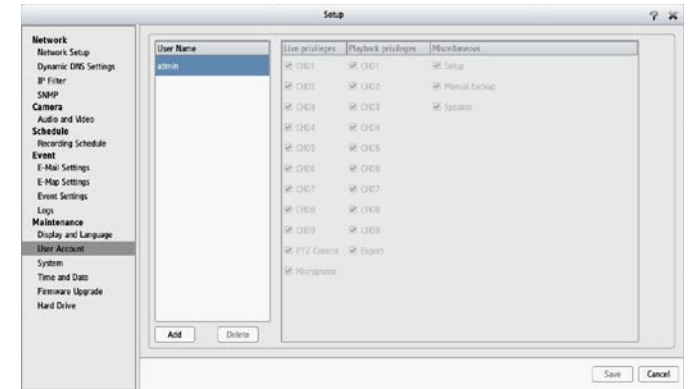 Setup
? ×
Network
Network Setup
Dynamic DNS Settings
IP Filter
SNMP
Camera
Audio and Video
Schedule
Recording Schedule
Event
E-Mail Settings
E-Map Settings
Event Settings
Logs
Maintenance
Display and Language
User Account
System
Time and Date
Firmware Upgrade
Hard Drive
User Name
admin
Add Delete
Live privileges Playback privileges Miscellaneous
CH01 CH01 Setup
CH02 CH02 Manual backup
CH03 CH03 Speaker
CH04 CH04
CH05 CH05
CH06 CH06
CH07 CH07
CH08 CH08
CH09 CH09
PTZ Control Export
Microphone
Save Cancel